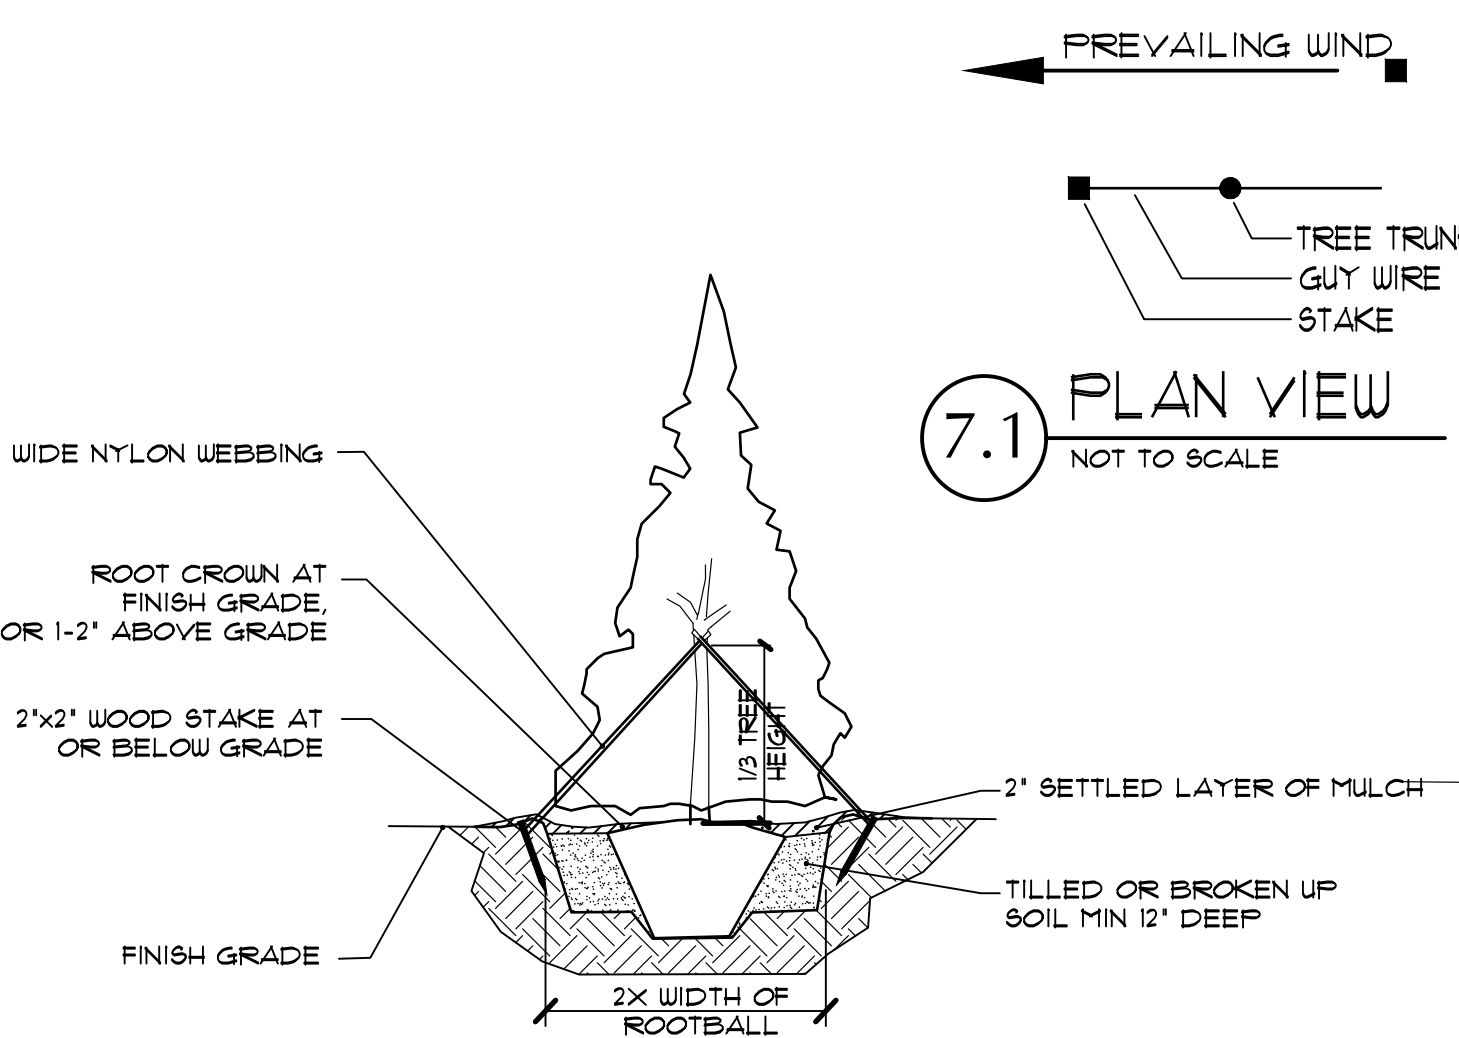 PREVAILING WIND
TREE TRUN
GUY WIRE
STAKE
7.1
PLAN VIEW
NOT TO SCALE
WIDE NYLON WEBBING
ROOT CROWN AT
FINISH GRADE,
OR 1-2" ABOVE GRADE
2"x2" WOOD STAKE AT
OR BELOW GRADE
FINISH GRADE
1/3 TREE
HEIGHT
2" SETTLED LAYER OF MULCH
TILLED OR BROKEN UP
SOIL MIN 12" DEEP
2X WIDTH OF
ROOTBALL